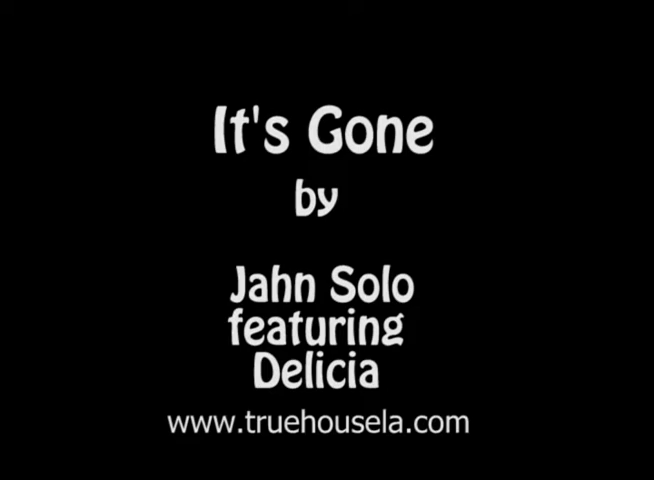 It's Gone
by
Jahn Solo
featuring
Delicia
www.truehousela.com